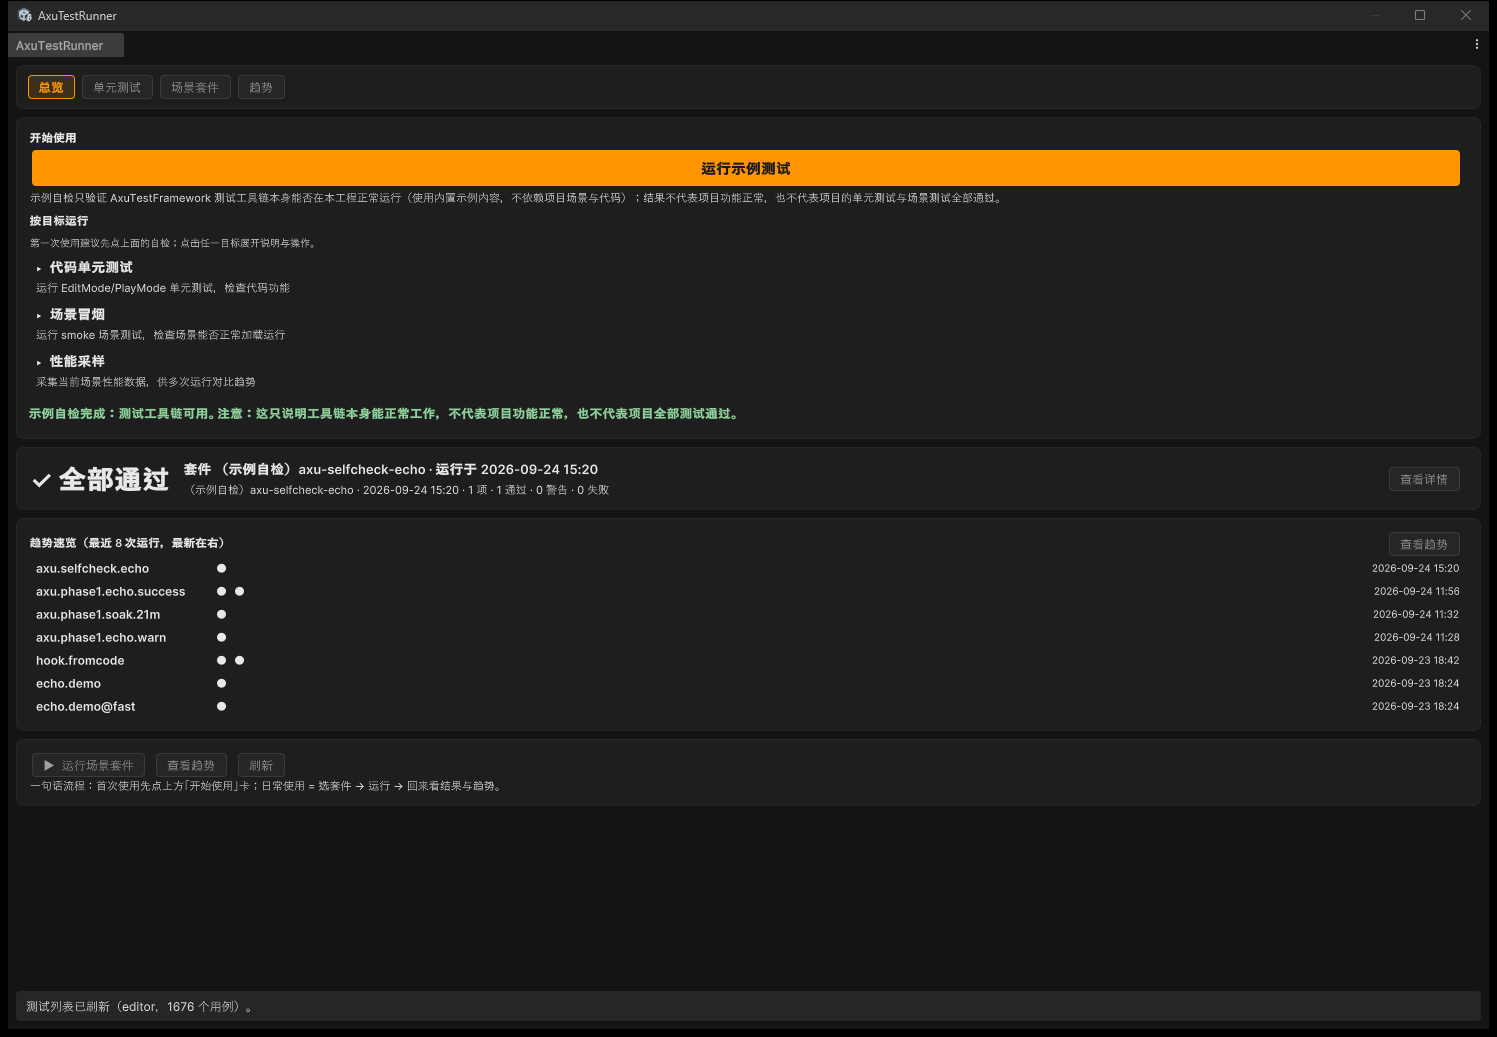 AxuTestRunner
AxuTestRunner
总览 单元测试 场景套件 趋势
开始使用
运行示例测试
示例自检只验证 AxuTestFramework 测试工具链本身能否在本工程正常运行（使用内置示例内容，不依赖项目场景与代码）；结果不代表项目功能正常，也不代表项目的单元测试与场景测试全部通过。
按目标运行
第一次使用建议先点上面的自检；点击任一目标展开说明与操作。
▸ 代码单元测试
运行 EditMode/PlayMode 单元测试，检查代码功能
▸ 场景冒烟
运行 smoke 场景测试，检查场景能否正常加载运行
▸ 性能采样
采集当前场景性能数据，供多次运行对比趋势
示例自检完成：测试工具链可用。注意：这只说明工具链本身能正常工作，不代表项目功能正常，也不代表项目全部测试通过。
✓ 全部通过
套件 （示例自检）axu-selfcheck-echo · 运行于 2026-09-24 15:20
（示例自检）axu-selfcheck-echo · 2026-09-24 15:20 · 1 项 · 1 通过 · 0 警告 · 0 失败
查看详情
趋势速览（最近 8 次运行，最新在右）
查看趋势
axu.selfcheck.echo 2026-09-24 15:20
axu.phase1.echo.success 2026-09-24 11:56
axu.phase1.soak.21m 2026-09-24 11:32
axu.phase1.echo.warn 2026-09-24 11:28
hook.fromcode 2026-09-23 18:42
echo.demo 2026-09-23 18:24
echo.demo@fast 2026-09-23 18:24
▶ 运行场景套件 查看趋势 刷新
一句话流程：首次使用先点上方「开始使用」卡；日常使用 = 选套件 → 运行 → 回来看结果与趋势。
测试列表已刷新（editor，1676 个用例）。